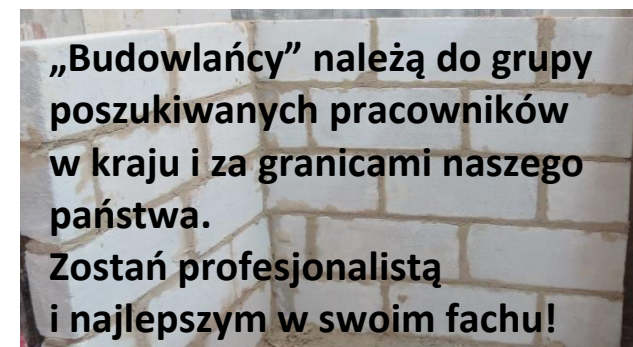 „Budowlańcy” należą do grupy
poszukiwanych pracowników
w kraju i za granicami naszego
państwa.
Zostań profesjonalistą
i najlepszym w swoim fachu!